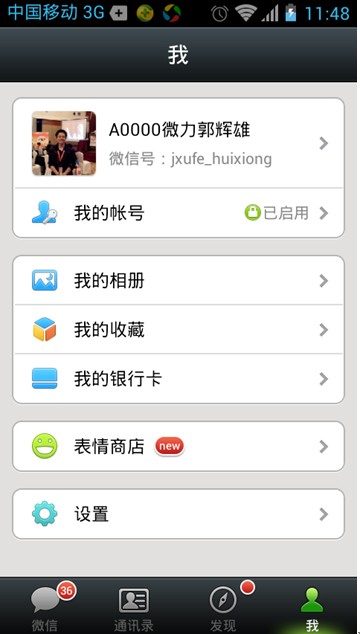 中国移动 3G 11:48
我
A0000微力郭辉雄
微信号：jxufe_huixiong
我的帐号 已启用
我的相册
我的收藏
我的银行卡
表情商店 new
设置
36
微信 通讯录 发现 我